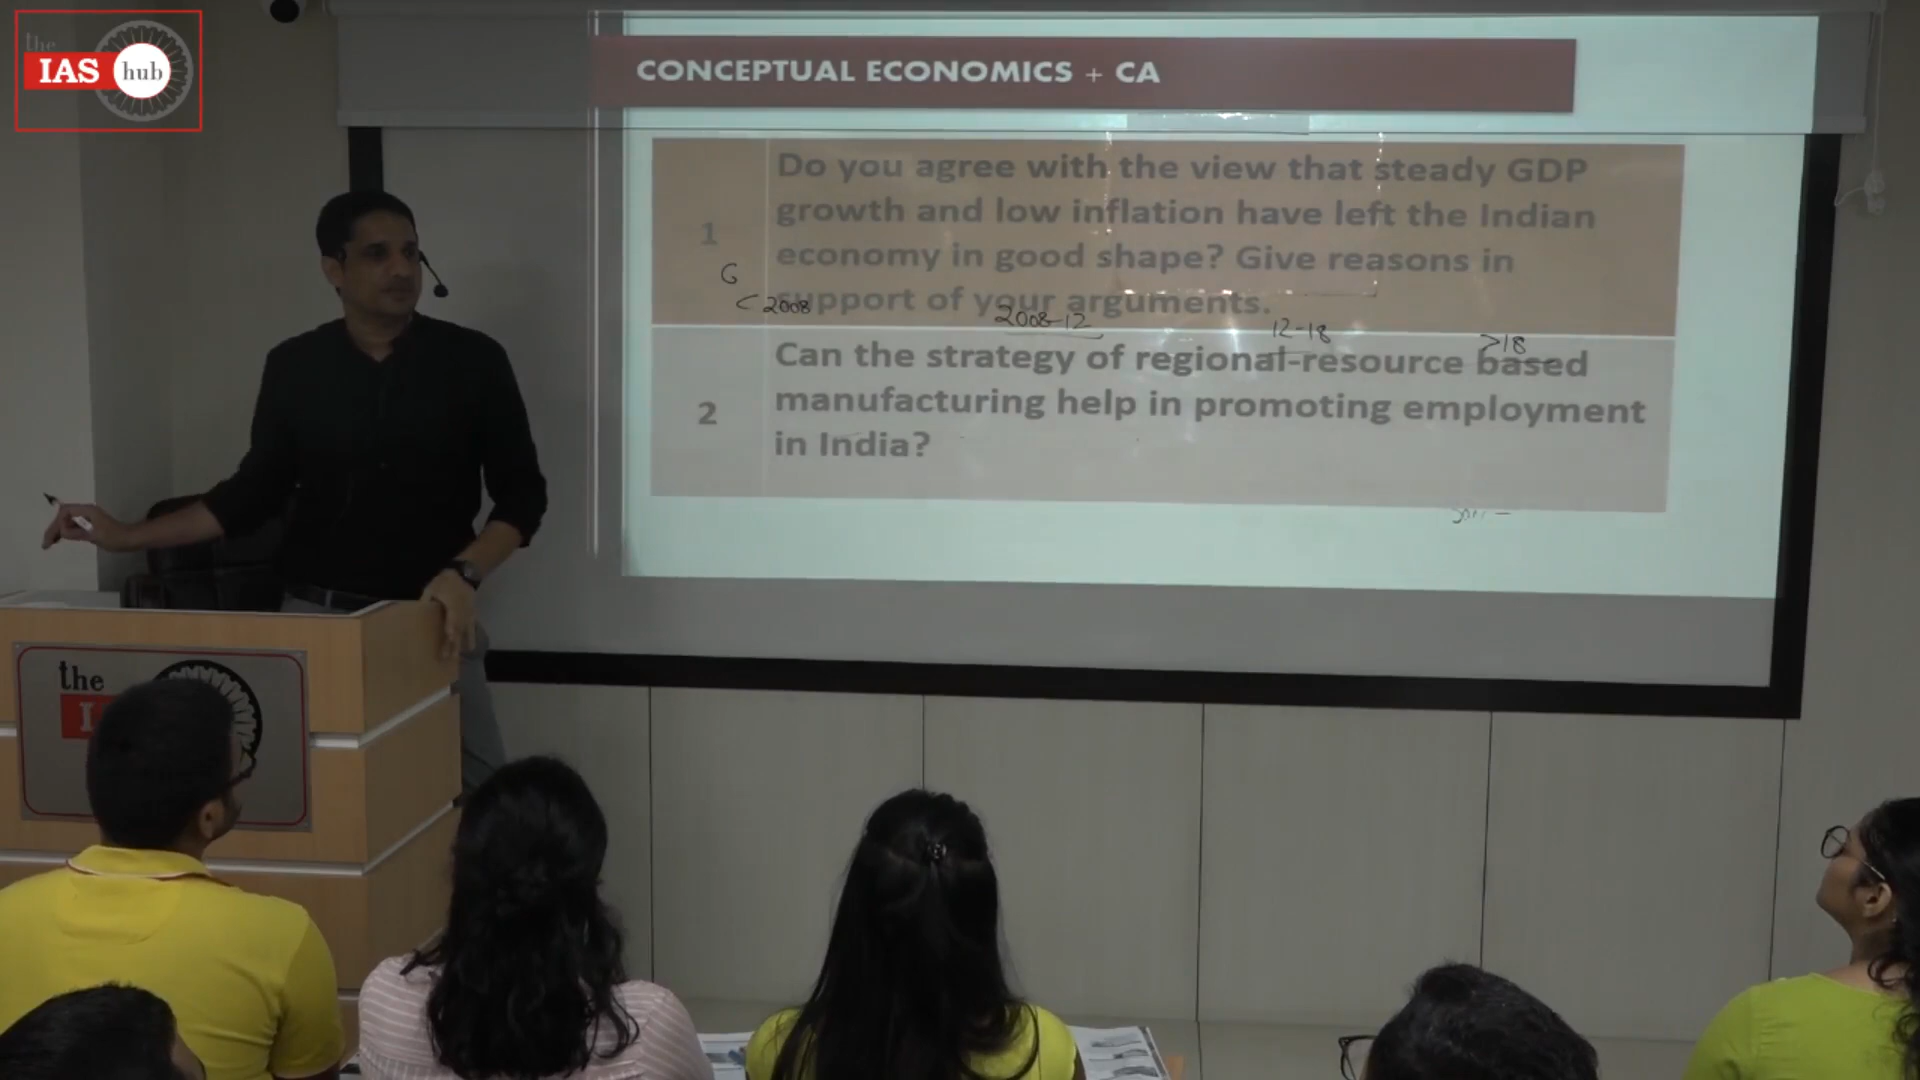 the
IAS hub
CONCEPTUAL ECONOMICS + CA
1
Do you agree with the view that steady GDP
growth and low inflation have left the Indian
economy in good shape? Give reasons in
support of your arguments.
G
< 2008
2008-12
12-18
>18
2
Can the strategy of regional-resource based
manufacturing help in promoting employment
in India?
the
I